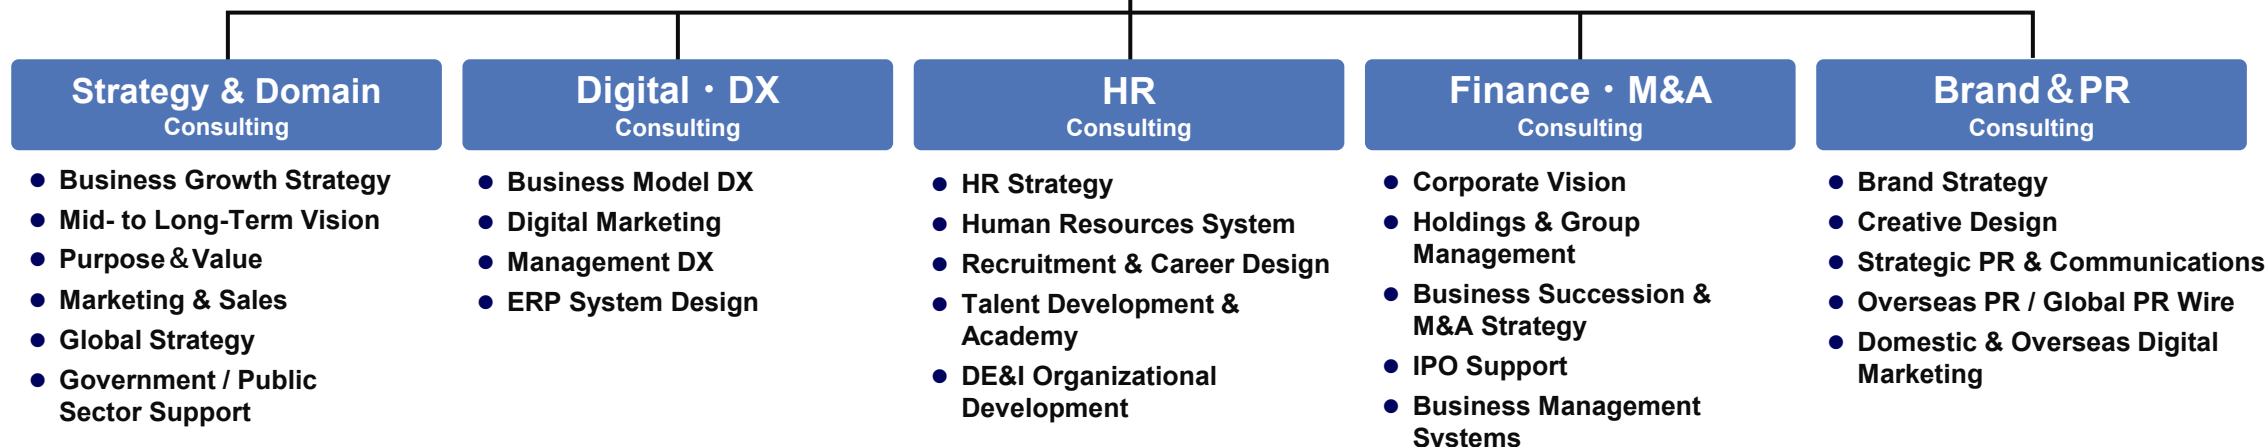 Strategy & Domain
Consulting
● Business Growth Strategy
● Mid- to Long-Term Vision
● Purpose＆Value
● Marketing & Sales
● Global Strategy
● Government / Public
Sector Support
Digital・DX
Consulting
● Business Model DX
● Digital Marketing
● Management DX
● ERP System Design
HR
Consulting
● HR Strategy
● Human Resources System
● Recruitment & Career Design
● Talent Development &
Academy
● DE&I Organizational
Development
Finance・M&A
Consulting
● Corporate Vision
● Holdings & Group
Management
● Business Succession &
M&A Strategy
● IPO Support
● Business Management
Systems
Brand＆PR
Consulting
● Brand Strategy
● Creative Design
● Strategic PR & Communications
● Overseas PR / Global PR Wire
● Domestic & Overseas Digital
Marketing